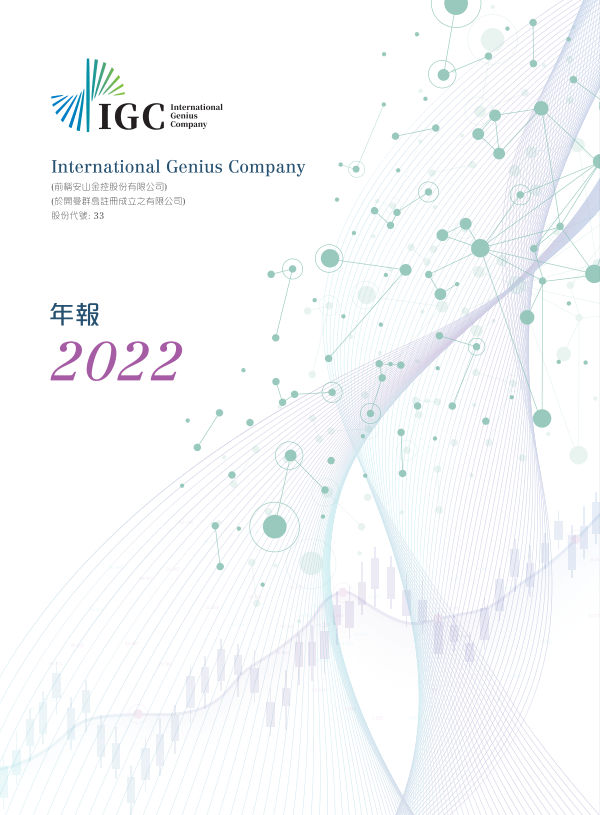 IGC
International
Genius
Company
International Genius Company
(前稱安山金控股份有限公司)
(於開曼群島註冊成立之有限公司)
股份代號: 33
年報
2022